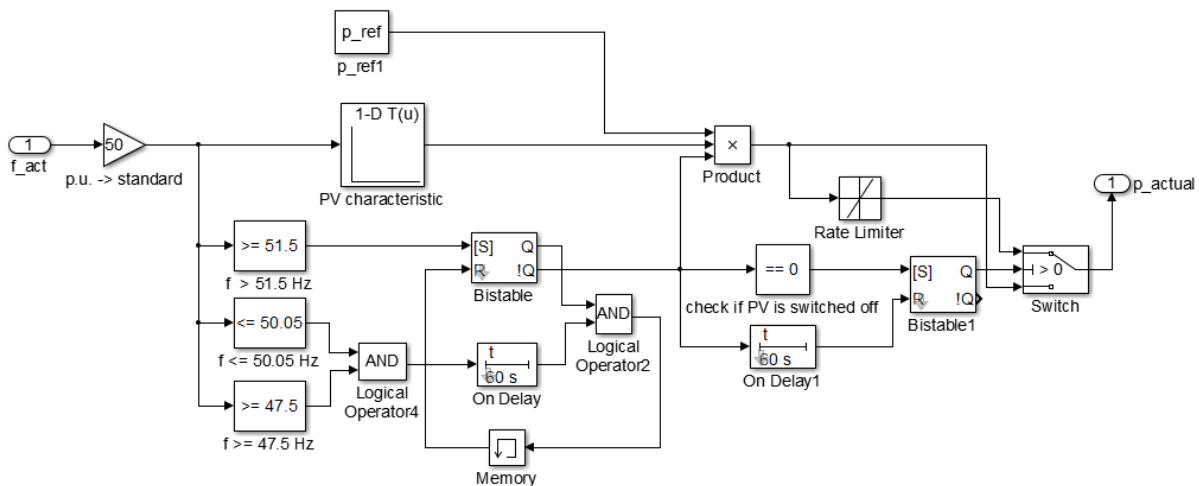 p_ref
p_ref1
1-D T(u)
PV characteristic
1
f_act
50
p.u. -> standard
×
Product
1
p_actual
Rate Limiter
>= 51.5
f > 51.5 Hz
[S] Q
R !Q
Bistable
== 0
check if PV is switched off
[S] Q
R !Q
Bistable1
> 0
Switch
<= 50.05
f <= 50.05 Hz
AND
Logical
Operator4
t
60 s
On Delay
AND
Logical
Operator2
t
60 s
On Delay1
>= 47.5
f >= 47.5 Hz
Memory